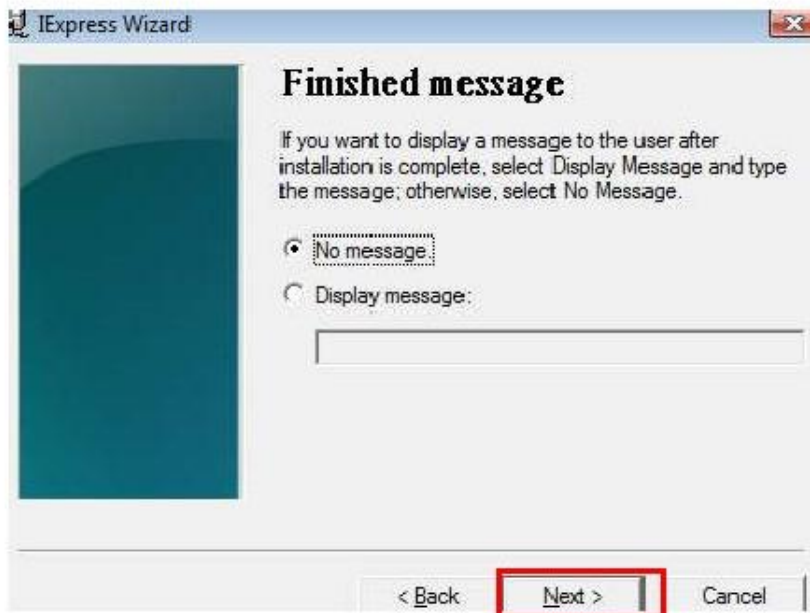 IExpress Wizard
Finished message
If you want to display a message to the user after
installation is complete, select Display Message and type
the message; otherwise, select No Message.
No message.
Display message:
< Back Next > Cancel